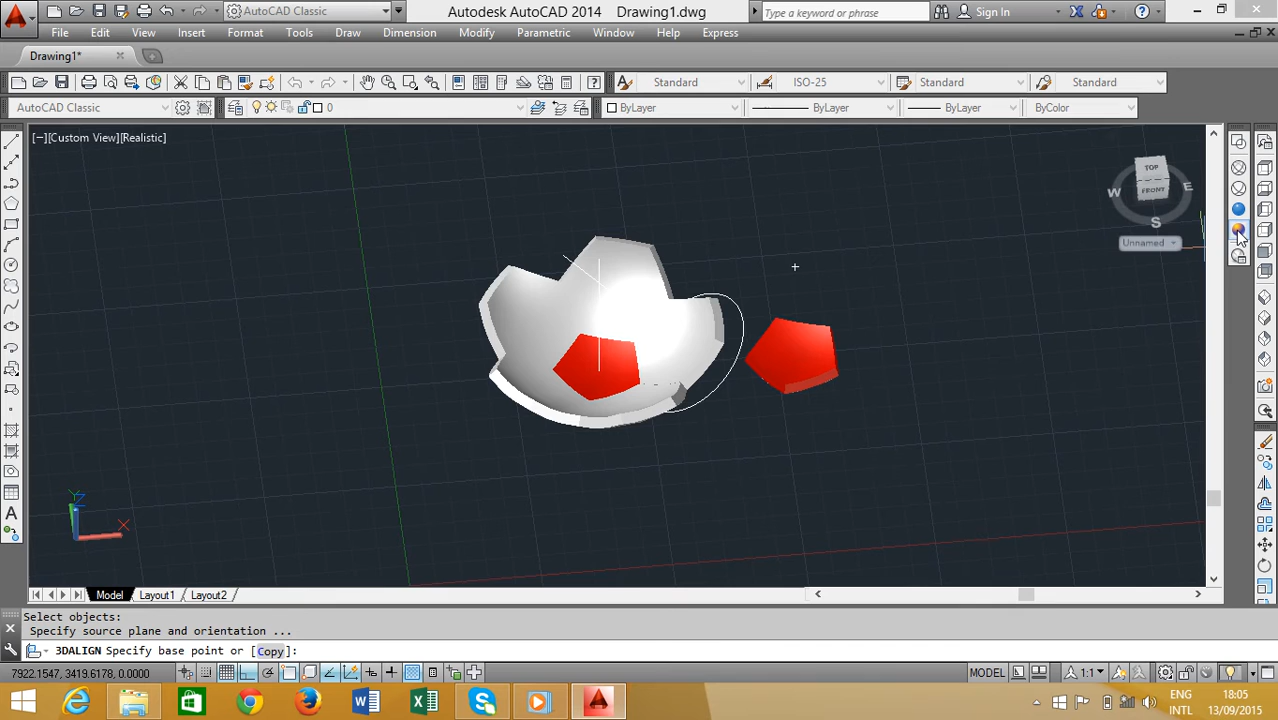 AutoCAD Classic
Autodesk AutoCAD 2014 Drawing1.dwg
Type a keyword or phrase
Sign In
File Edit View Insert Format Tools Draw Dimension Modify Parametric Window Help Express
Drawing1*
Standard ISO-25 Standard Standard
AutoCAD Classic 0 ByLayer ByLayer ByLayer ByColor
[−][Custom View][Realistic]
TOP
W FRONT E
S
Unnamed
Y Z
X
Model Layout1 Layout2
Select objects:
Specify source plane and orientation ...
3DALIGN Specify base point or [Copy]:
7922.1547, 3419.6178, 0.0000 MODEL 1:1
ENG 18:05
INTL 13/09/2015